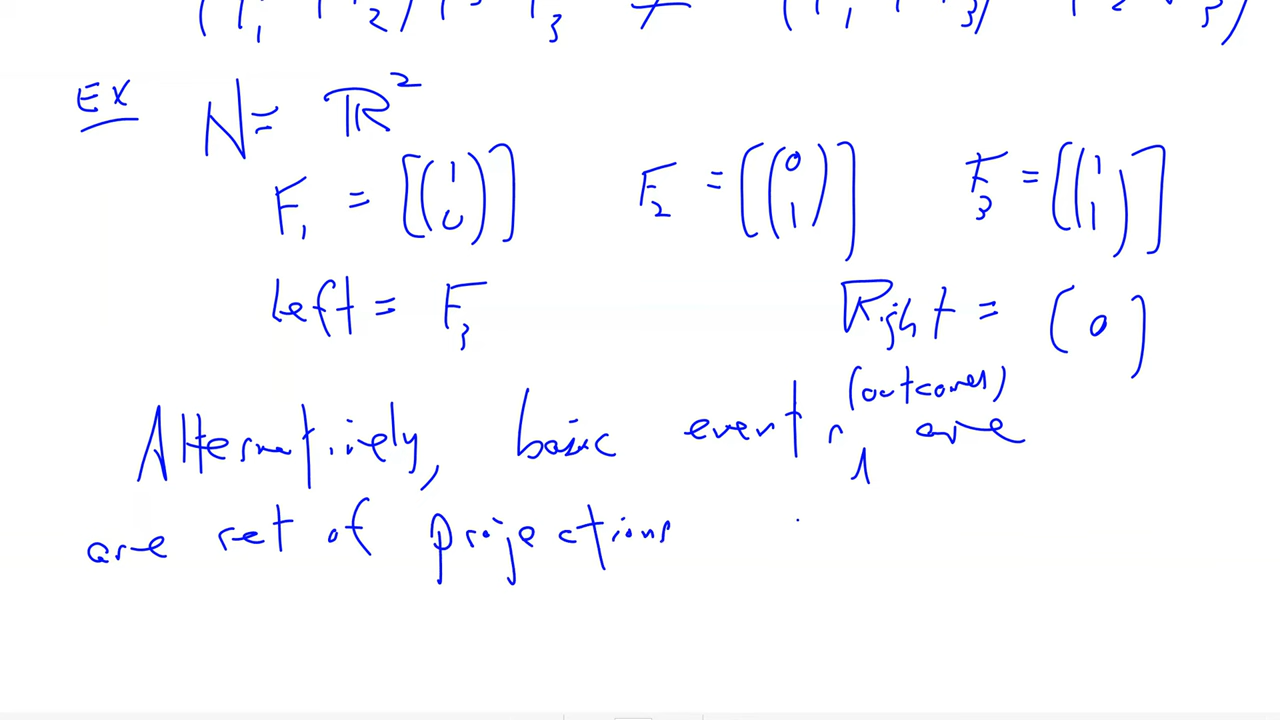 EX N = ℝ²
F₁ = [(1 0)] F₂ = [(0 1)] F₃ = [(1 1)]
Left = F₃ Right = (0)
Alternatively, basic events (outcomes) are
are set of projections